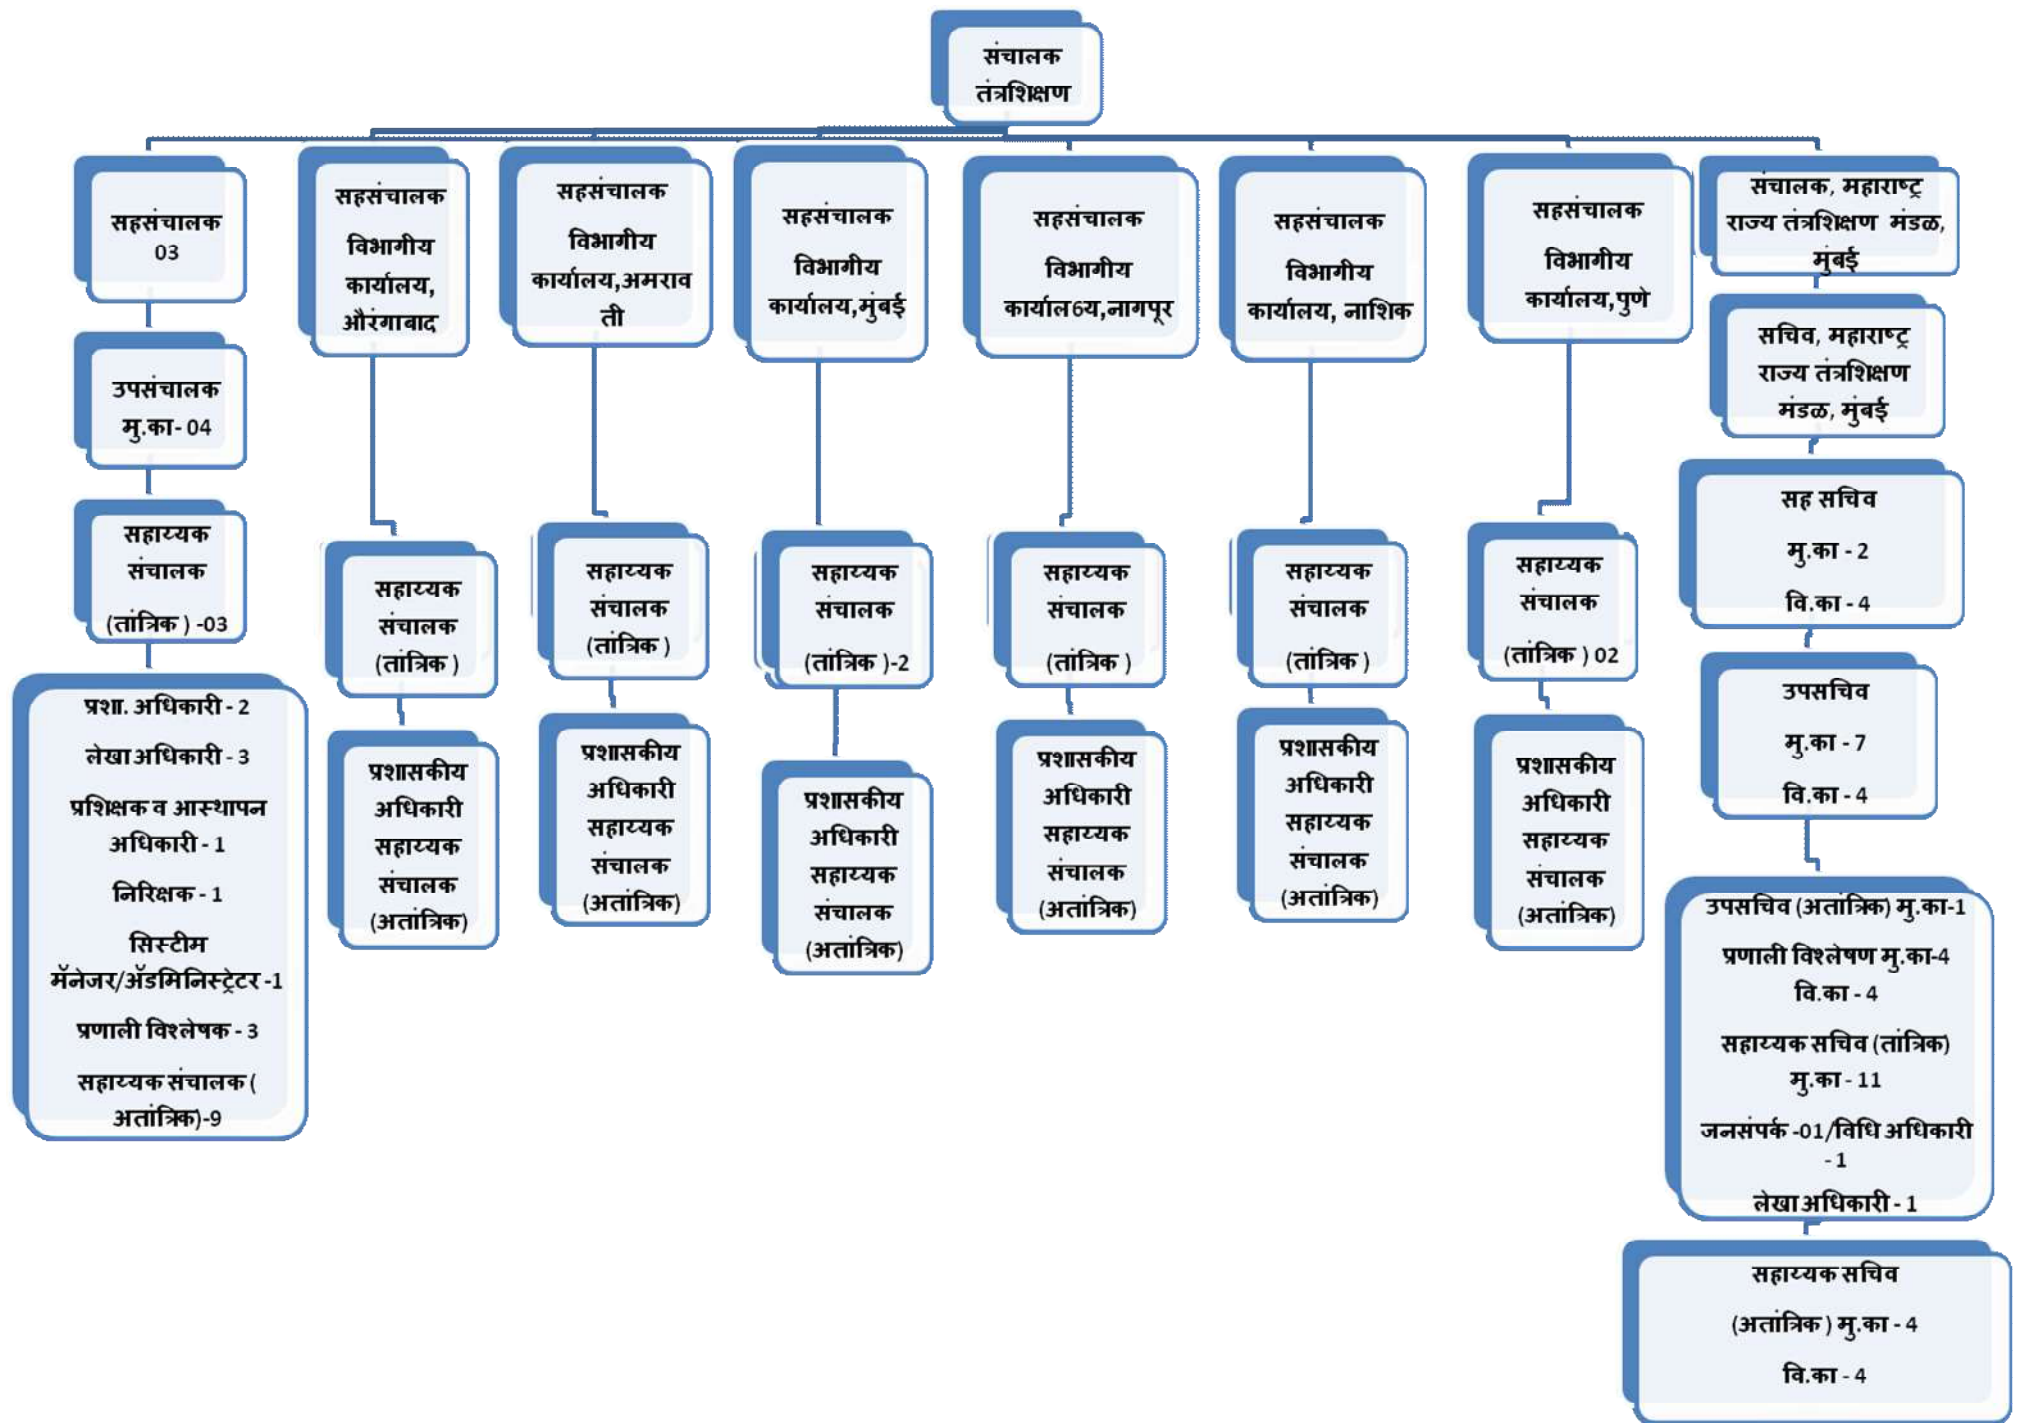 संचालक
तंत्रशिक्षण
सहसंचालक
03
उपसंचालक
मु.का- 04
सहाय्यक
संचालक
(तांत्रिक ) -03
प्रशा. अधिकारी - 2
लेखा अधिकारी - 3
प्रशिक्षक व आस्थापन
अधिकारी - 1
निरिक्षक - 1
सिस्टीम
मॅनेजर/ॲडमिनिस्ट्रेटर -1
प्रणाली विश्लेषक - 3
सहाय्यक संचालक (
अतांत्रिक)-9
सहसंचालक
विभागीय
कार्यालय,
औरंगाबाद
सहाय्यक
संचालक
(तांत्रिक )
प्रशासकीय
अधिकारी
सहाय्यक
संचालक
(अतांत्रिक)
सहसंचालक
विभागीय
कार्यालय,अमराव
ती
सहाय्यक
संचालक
(तांत्रिक )
प्रशासकीय
अधिकारी
सहाय्यक
संचालक
(अतांत्रिक)
सहसंचालक
विभागीय
कार्यालय,मुंबई
सहाय्यक
संचालक
(तांत्रिक )-2
प्रशासकीय
अधिकारी
सहाय्यक
संचालक
(अतांत्रिक)
सहसंचालक
विभागीय
कार्याल6य,नागपूर
सहाय्यक
संचालक
(तांत्रिक )
प्रशासकीय
अधिकारी
सहाय्यक
संचालक
(अतांत्रिक)
सहसंचालक
विभागीय
कार्यालय, नाशिक
सहाय्यक
संचालक
(तांत्रिक )
प्रशासकीय
अधिकारी
सहाय्यक
संचालक
(अतांत्रिक)
सहसंचालक
विभागीय
कार्यालय,पुणे
सहाय्यक
संचालक
(तांत्रिक ) 02
प्रशासकीय
अधिकारी
सहाय्यक
संचालक
(अतांत्रिक)
संचालक, महाराष्ट्र
राज्य तंत्रशिक्षण मंडळ,
मुंबई
सचिव, महाराष्ट्र
राज्य तंत्रशिक्षण
मंडळ, मुंबई
सह सचिव
मु.का - 2
वि.का - 4
उपसचिव
मु.का - 7
वि.का - 4
उपसचिव (अतांत्रिक) मु.का-1
प्रणाली विश्लेषण मु.का-4
वि.का - 4
सहाय्यक सचिव (तांत्रिक)
मु.का - 11
जनसंपर्क -01/विधि अधिकारी
- 1
लेखा अधिकारी - 1
सहाय्यक सचिव
(अतांत्रिक ) मु.का - 4
वि.का - 4